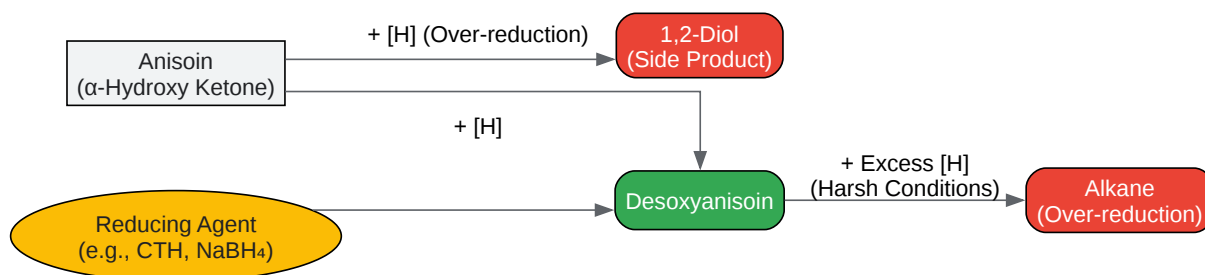 + [H] (Over-reduction)
1,2-Diol
(Side Product)
Anisoin
(α-Hydroxy Ketone)
+ [H]
+ Excess [H]
(Harsh Conditions)
Desoxyanisoin
Alkane
(Over-reduction)
Reducing Agent
(e.g., CTH, NaBH₄)